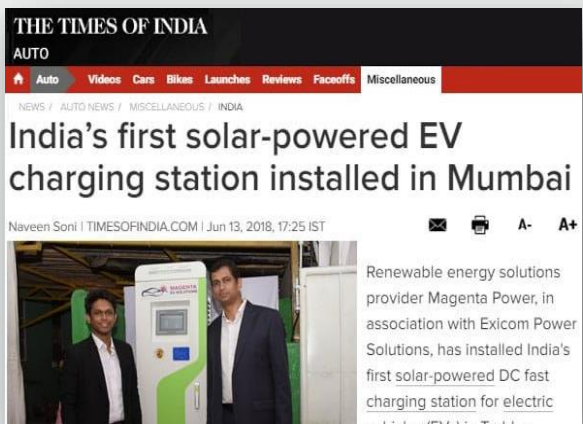 THE TIMES OF INDIA
AUTO
Auto Videos Cars Bikes Launches Reviews Faceoffs Miscellaneous
NEWS / AUTO NEWS / MISCELLANEOUS / INDIA
India's first solar-powered EV
charging station installed in Mumbai
Naveen Soni | TIMESOFINDIA.COM | Jun 13, 2018, 17:25 IST A- A+
MAGENTA
EV SOLUTIONS
Renewable energy solutions
provider Magenta Power, in
association with Exicom Power
Solutions, has installed India's
first solar-powered DC fast
charging station for electric